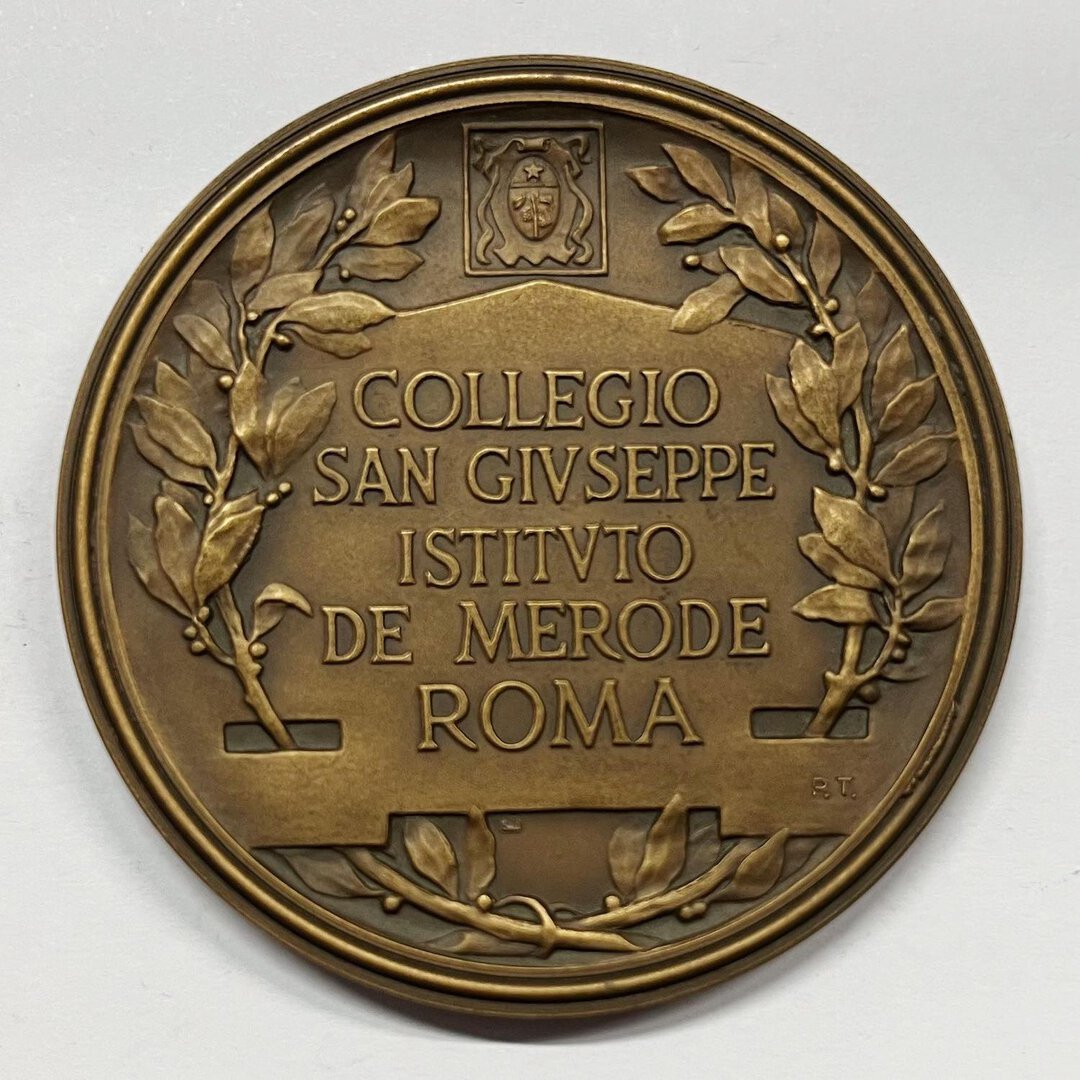 COLLEGIO
SAN GIVSEPPE
ISTITVTO
DE MERODE
ROMA
P.T.